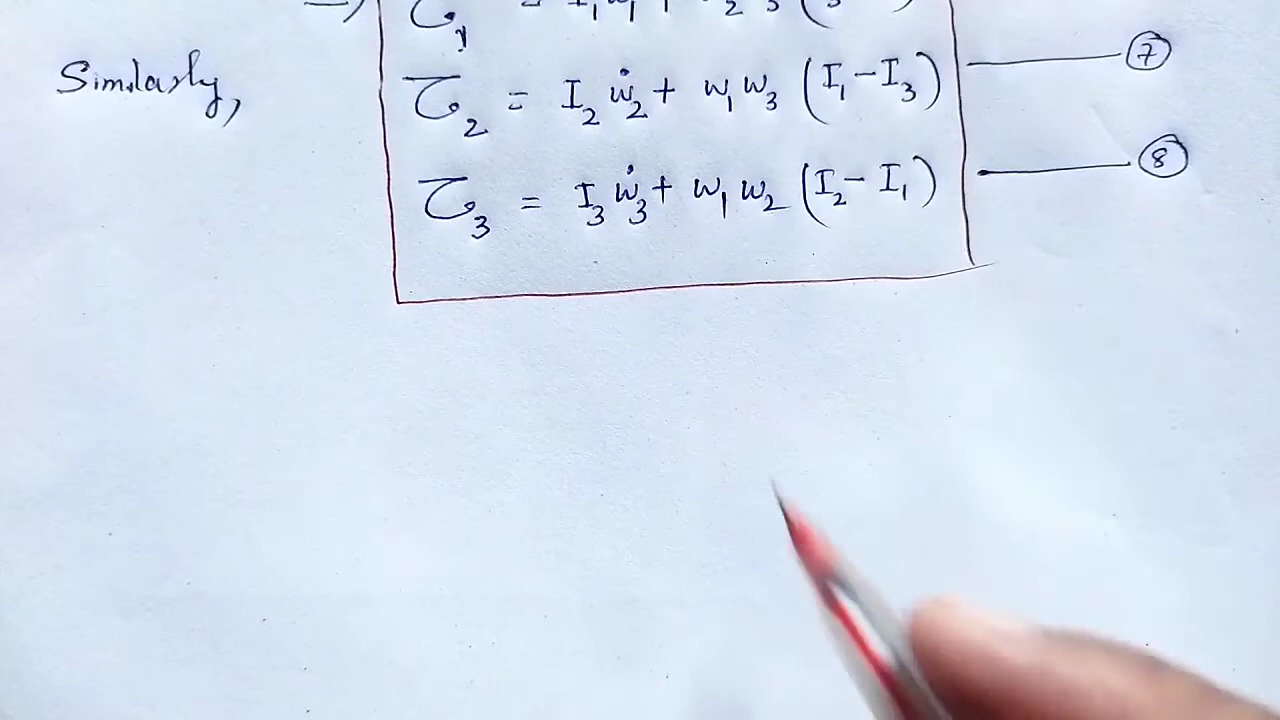 Similarly,
τ₂ = I₂ ẇ₂ + w₁ w₃ (I₁ − I₃) ——— ⑦
τ₃ = I₃ ẇ₃ + w₁ w₂ (I₂ − I₁) ——— ⑧